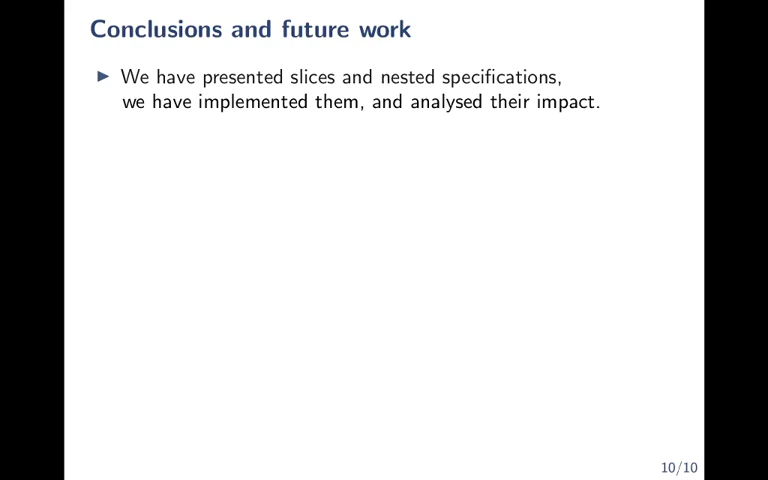 Conclusions and future work
▶ We have presented slices and nested specifications,
we have implemented them, and analysed their impact.
10/10